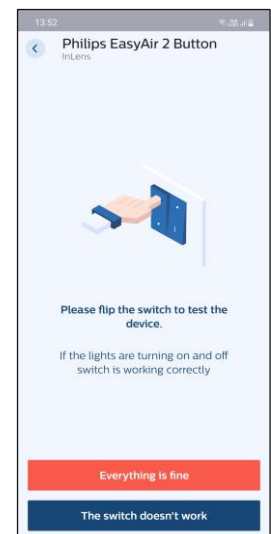 13:52
Philips EasyAir 2 Button
InLens
Please flip the switch to test the
device.
If the lights are turning on and off
switch is working correctly
Everything is fine
The switch doesn't work